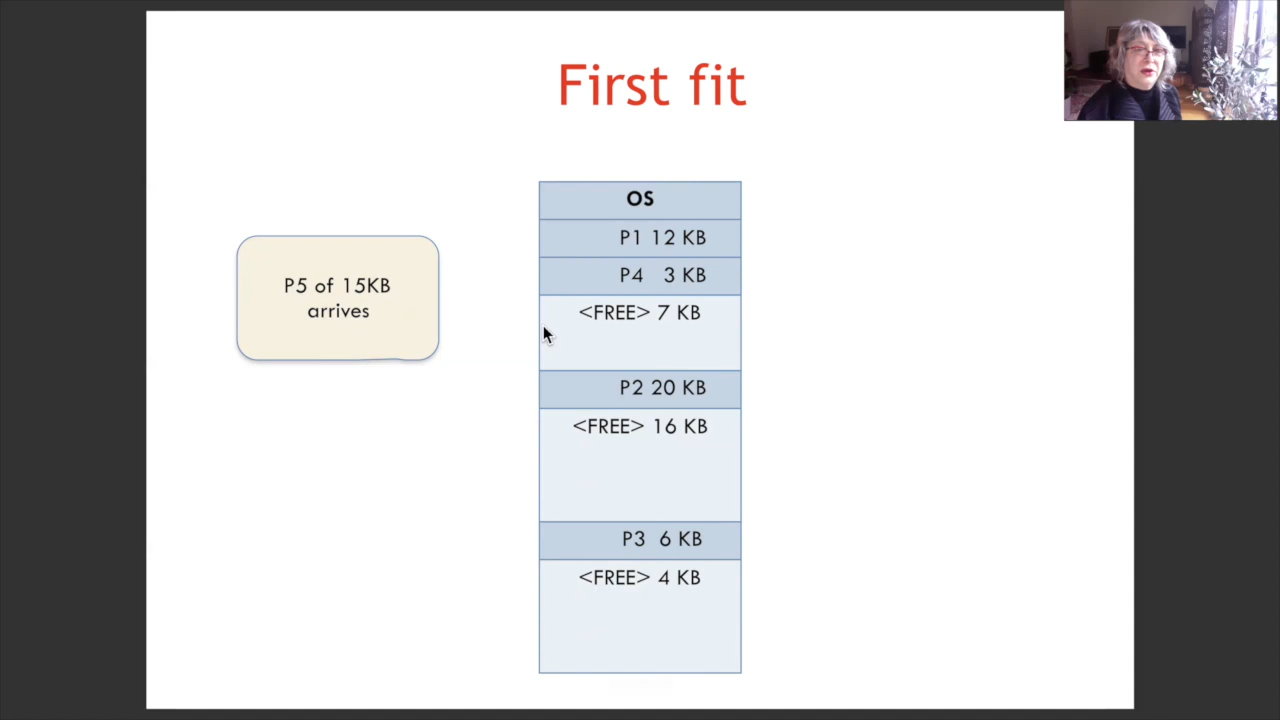 First fit
P5 of 15KB
arrives
OS
P1 12 KB
P4 3 KB
<FREE> 7 KB
P2 20 KB
<FREE> 16 KB
P3 6 KB
<FREE> 4 KB